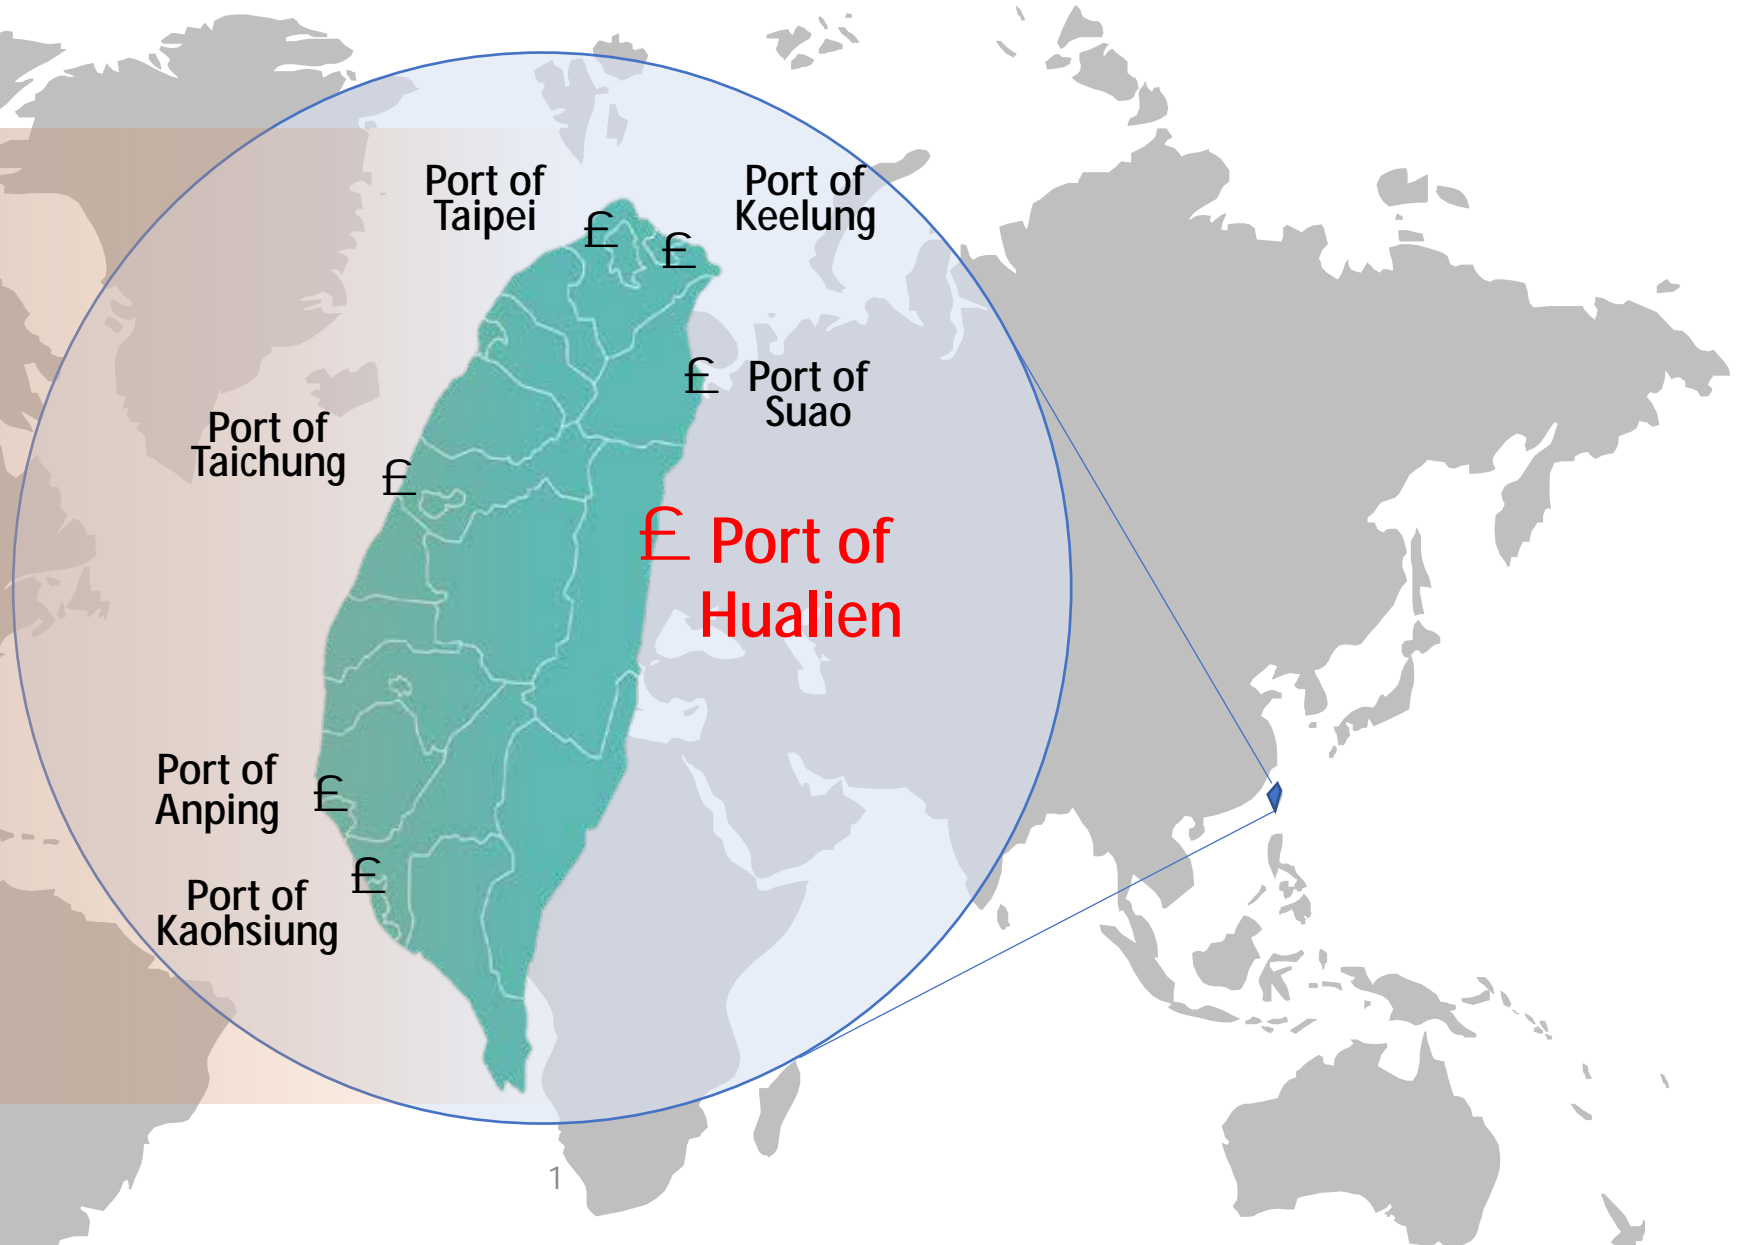 Port of
Taipei
£
Port of
Keelung
£
£
Port of
Suao
Port of
Taichung
£
£ Port of
Hualien
Port of
Anping
£
Port of
Kaohsiung
£
1